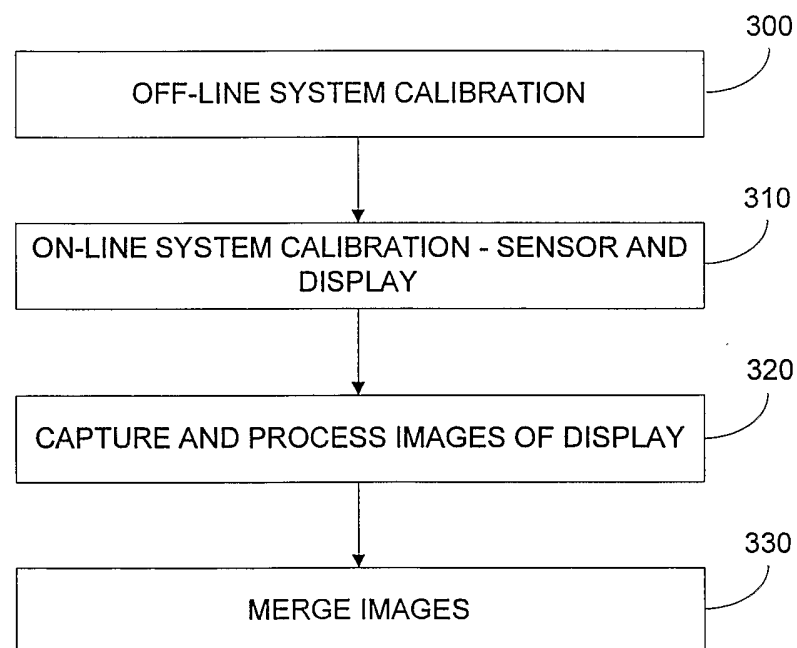 300
OFF-LINE SYSTEM CALIBRATION
310
ON-LINE SYSTEM CALIBRATION - SENSOR AND
DISPLAY
320
CAPTURE AND PROCESS IMAGES OF DISPLAY
330
MERGE IMAGES